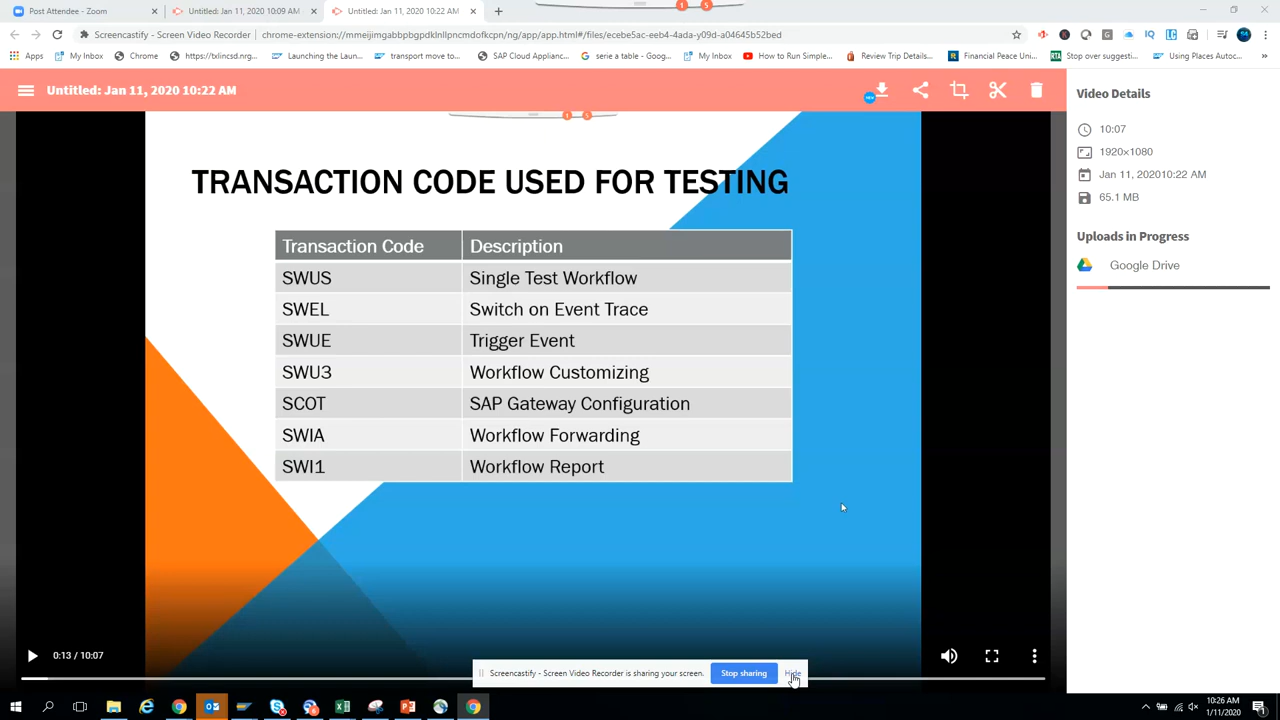 Post Attendee - Zoom
Untitled: Jan 11, 2020 10:09 AM
Untitled: Jan 11, 2020 10:22 AM
Screencastify - Screen Video Recorder
chrome-extension://mmeijimgabbpbgpdklnllpncmdofkcpn/ng/app/app.html#/files/ecebe5ac-eeb4-4ada-y09d-a04645b52bed
Apps
My Inbox
Chrome
https://txlincsd.nrg...
Launching the Laun...
transport move to...
SAP Cloud Applianc...
serie a table - Goog...
My Inbox
How to Run Simple...
Review Trip Details...
Financial Peace Uni...
Stop over suggesti...
Using Places Autoc...
Untitled: Jan 11, 2020 10:22 AM
Video Details
10:07
1920×1080
Jan 11, 202010:22 AM
65.1 MB
Uploads in Progress
Google Drive
TRANSACTION CODE USED FOR TESTING
Transaction Code Description
SWUS Single Test Workflow
SWEL Switch on Event Trace
SWUE Trigger Event
SWU3 Workflow Customizing
SCOT SAP Gateway Configuration
SWIA Workflow Forwarding
SWI1 Workflow Report
0:13 / 10:07
Screencastify - Screen Video Recorder is sharing your screen.
Stop sharing
Hide
10:26 AM
1/11/2020